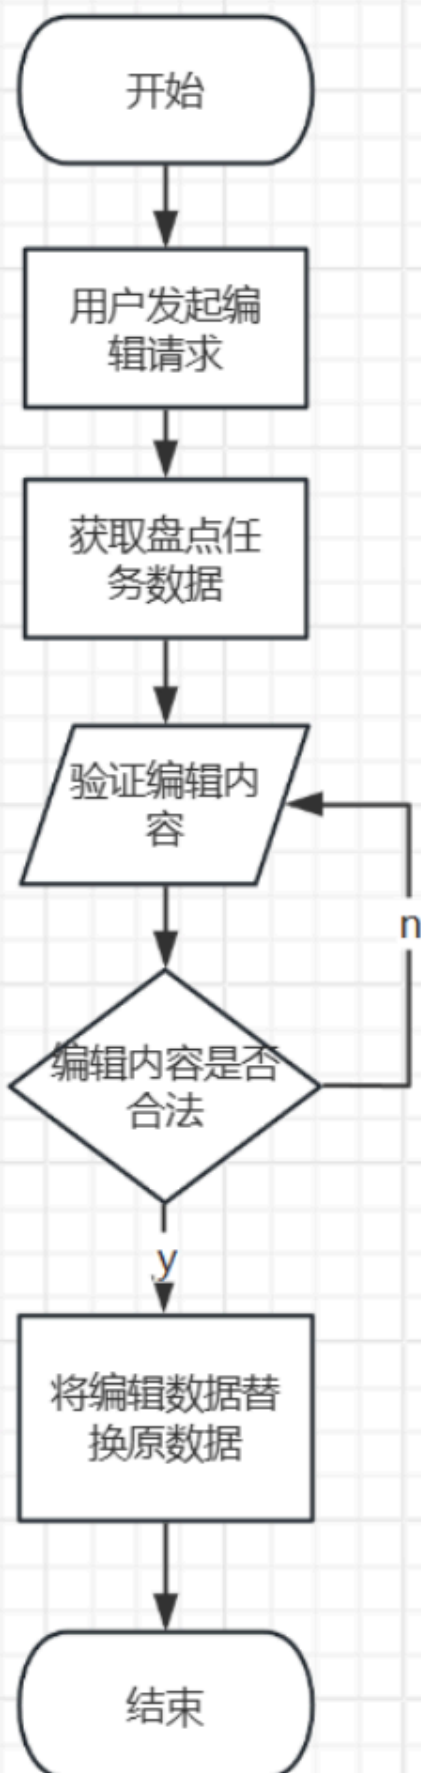 开始
用户发起编
辑请求
获取盘点任
务数据
验证编辑内
容
n
编辑内容是否
合法
y
将编辑数据替
换原数据
结束